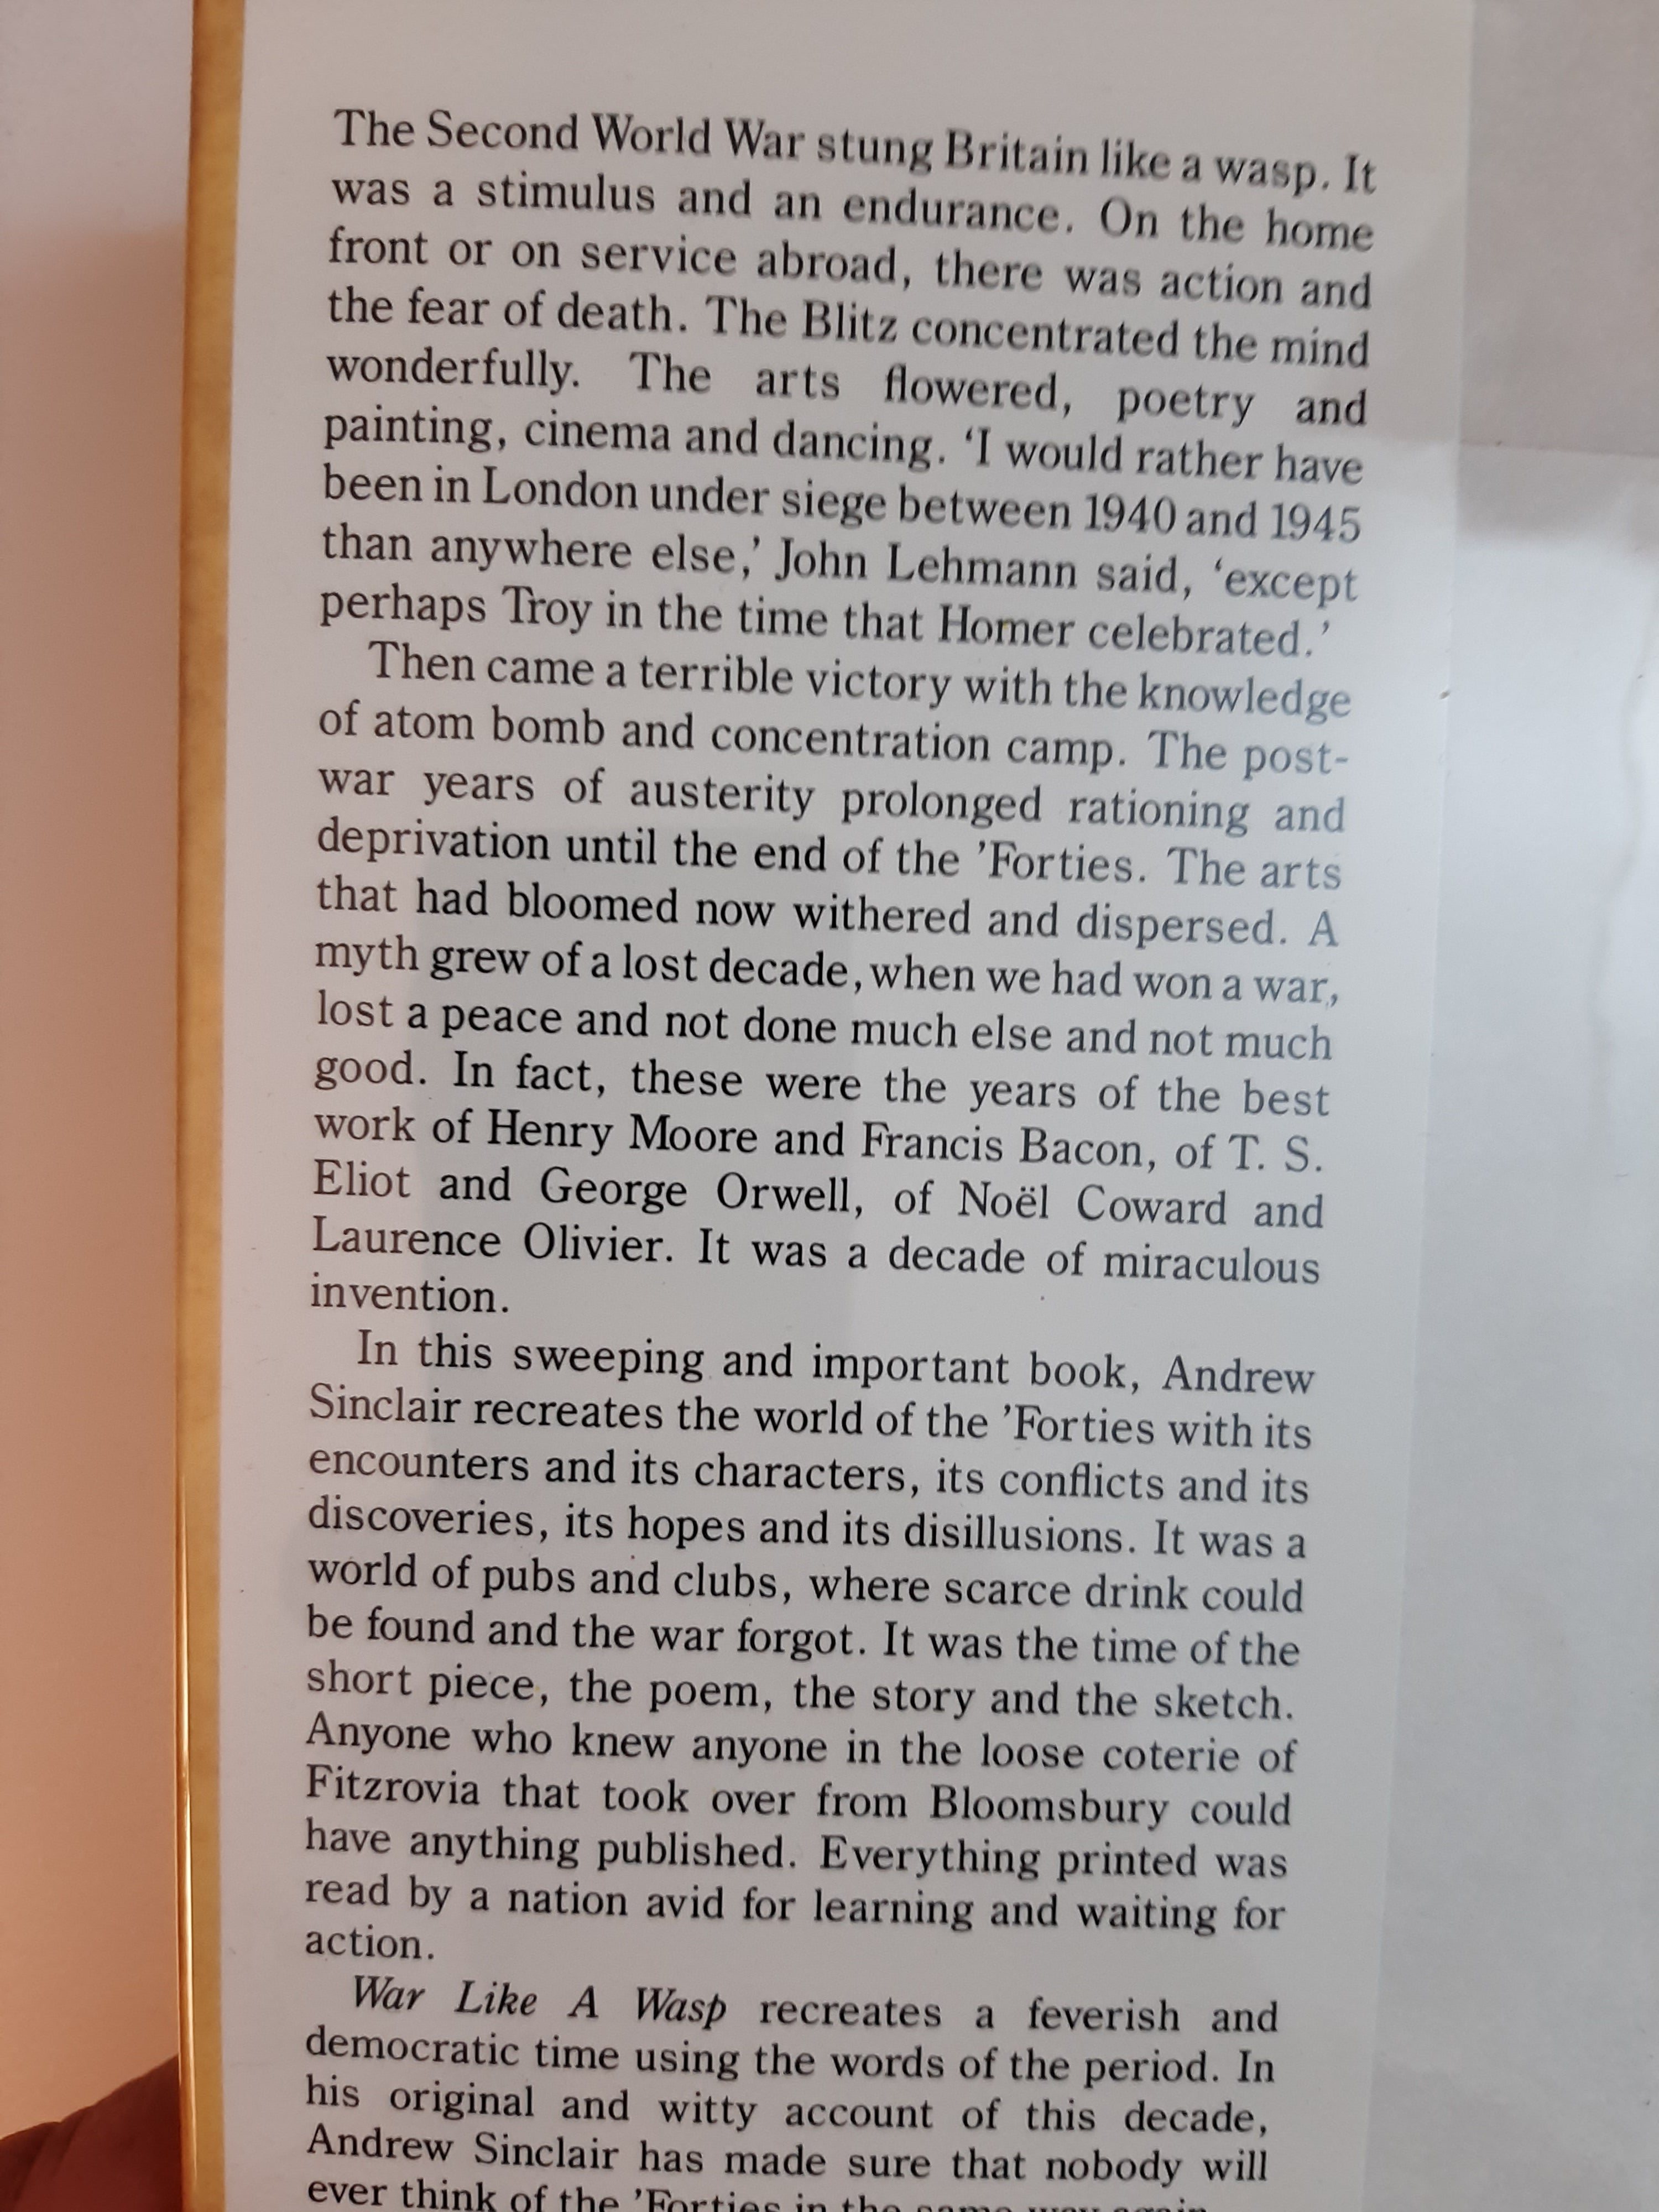 The Second World War stung Britain like a wasp. It
was a stimulus and an endurance. On the home
front or on service abroad, there was action and
the fear of death. The Blitz concentrated the mind
wonderfully. The arts flowered, poetry and
painting, cinema and dancing. ‘I would rather have
been in London under siege between 1940 and 1945
than anywhere else,’ John Lehmann said, ‘except
perhaps Troy in the time that Homer celebrated.’
Then came a terrible victory with the knowledge
of atom bomb and concentration camp. The post-
war years of austerity prolonged rationing and
deprivation until the end of the ’Forties. The arts
that had bloomed now withered and dispersed. A
myth grew of a lost decade, when we had won a war,
lost a peace and not done much else and not much
good. In fact, these were the years of the best
work of Henry Moore and Francis Bacon, of T. S.
Eliot and George Orwell, of Noël Coward and
Laurence Olivier. It was a decade of miraculous
invention.
In this sweeping and important book, Andrew
Sinclair recreates the world of the ’Forties with its
encounters and its characters, its conflicts and its
discoveries, its hopes and its disillusions. It was a
world of pubs and clubs, where scarce drink could
be found and the war forgot. It was the time of the
short piece, the poem, the story and the sketch.
Anyone who knew anyone in the loose coterie of
Fitzrovia that took over from Bloomsbury could
have anything published. Everything printed was
read by a nation avid for learning and waiting for
action.
War Like A Wasp recreates a feverish and
democratic time using the words of the period. In
his original and witty account of this decade,
Andrew Sinclair has made sure that nobody will
ever think of the ’Forties in the same way again